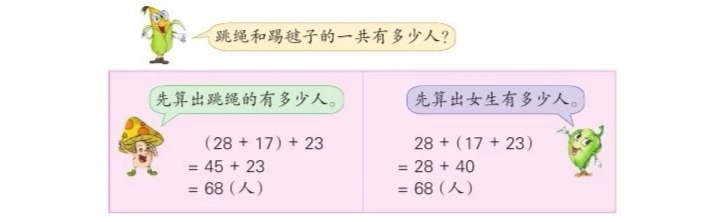 跳绳和踢毽子的一共有多少人?
先算出跳绳的有多少人。
(28 + 17) + 23
= 45 + 23
= 68(人)
先算出女生有多少人。
28 + (17 + 23)
= 28 + 40
= 68(人)